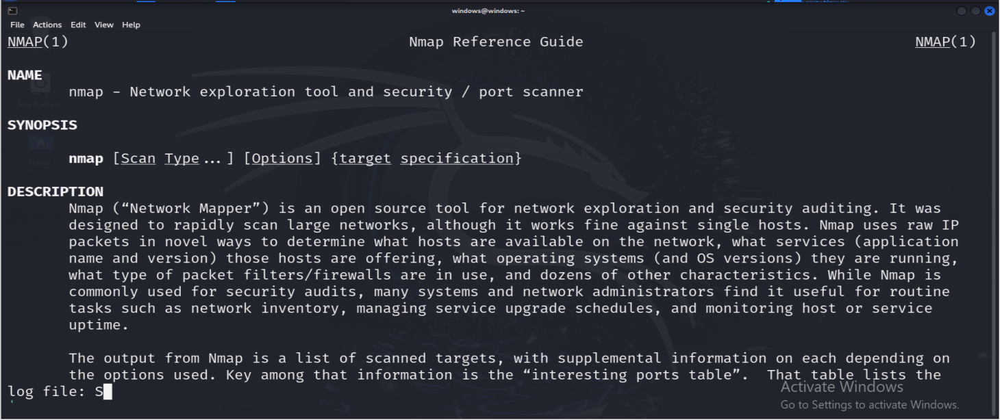 windows@windows: ~
File Actions Edit View Help
NMAP(1) Nmap Reference Guide NMAP(1)
NAME
nmap - Network exploration tool and security / port scanner
SYNOPSIS
nmap [Scan Type...] [Options] {target specification}
DESCRIPTION
Nmap (“Network Mapper”) is an open source tool for network exploration and security auditing. It was
designed to rapidly scan large networks, although it works fine against single hosts. Nmap uses raw IP
packets in novel ways to determine what hosts are available on the network, what services (application
name and version) those hosts are offering, what operating systems (and OS versions) they are running,
what type of packet filters/firewalls are in use, and dozens of other characteristics. While Nmap is
commonly used for security audits, many systems and network administrators find it useful for routine
tasks such as network inventory, managing service upgrade schedules, and monitoring host or service
uptime.
The output from Nmap is a list of scanned targets, with supplemental information on each depending on
the options used. Key among that information is the “interesting ports table”. That table lists the
log file: S
File System
Home
Activate Windows
Go to Settings to activate Windows.